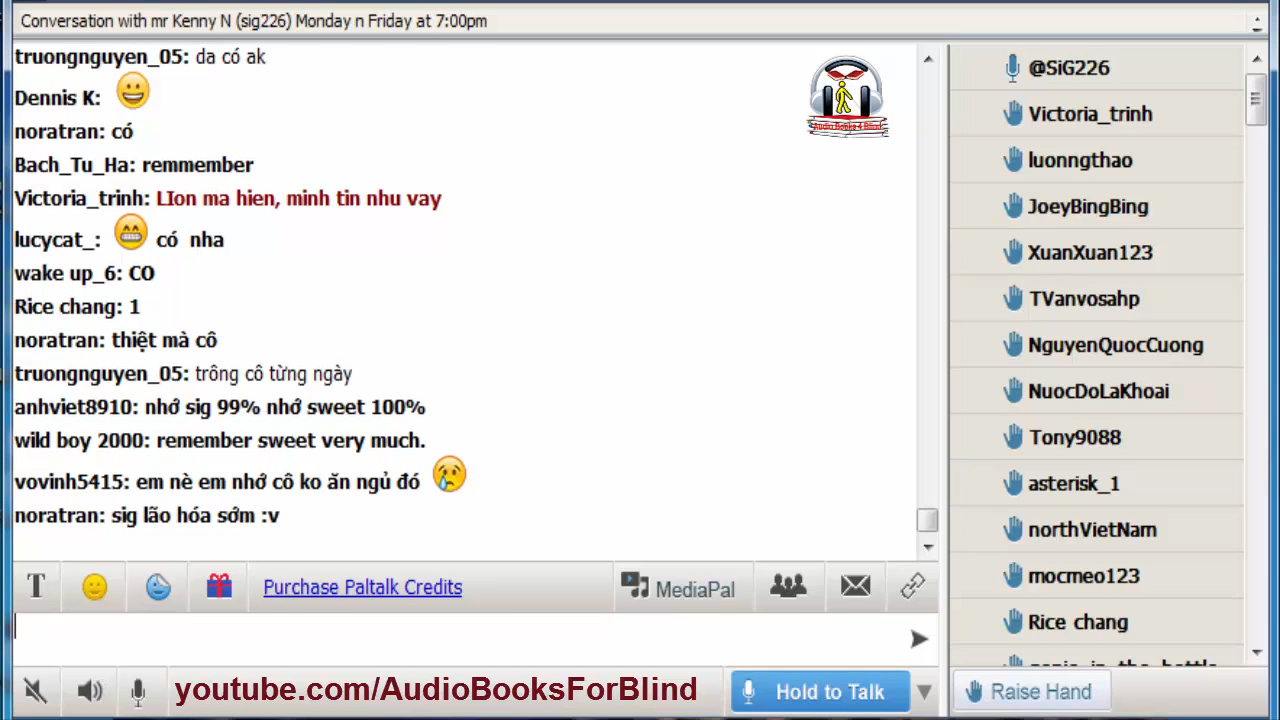 Conversation with mr Kenny N (sig226) Monday n Friday at 7:00pm
truongnguyen_05: da có ak
Dennis K:
noratran: có
Bach_Tu_Ha: remmember
Victoria_trinh: LIon ma hien, minh tin nhu vay
lucycat_: có nha
wake up_6: CO
Rice chang: 1
noratran: thiệt mà cô
truongnguyen_05: trông cô từng ngày
anhviet8910: nhớ sig 99% nhớ sweet 100%
wild boy 2000: remember sweet very much.
vovinh5415: em nè em nhớ cô ko ăn ngủ đó
noratran: sig lão hóa sớm :v
Audio Books 4 Blind
@SiG226
Victoria_trinh
luonngthao
JoeyBingBing
XuanXuan123
TVanvosahp
NguyenQuocCuong
NuocDoLaKhoai
Tony9088
asterisk_1
northVietNam
mocmeo123
Rice chang
T
Purchase Paltalk Credits
MediaPal
youtube.com/AudioBooksForBlind
Hold to Talk
Raise Hand